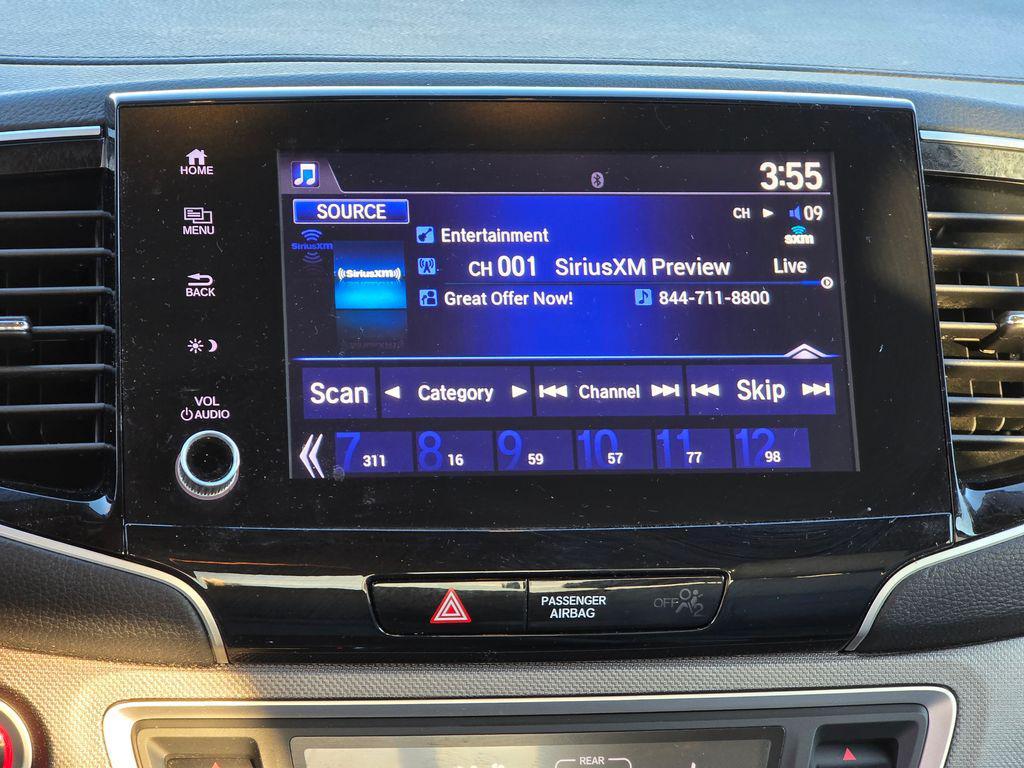 HOME
MENU
BACK
VOL
AUDIO
3:55
SOURCE
CH 09
SiriusXM
sxm
Entertainment
((SiriusXM))
CH 001 SiriusXM Preview Live
Great Offer Now! 844-711-8800
Scan Category Channel Skip
7 311 8 16 9 59 10 57 11 77 12 98
PASSENGER
AIRBAG
OFF
REAR